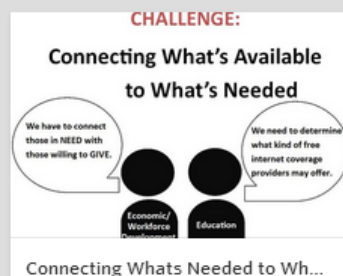 CHALLENGE:
Connecting What's Available
to What's Needed
We have to connect
those in NEED with
those willing to GIVE.
We need to determine
what kind of free
internet coverage
providers may offer.
Economic/
Workforce
Development
Education
Connecting Whats Needed to Wh...